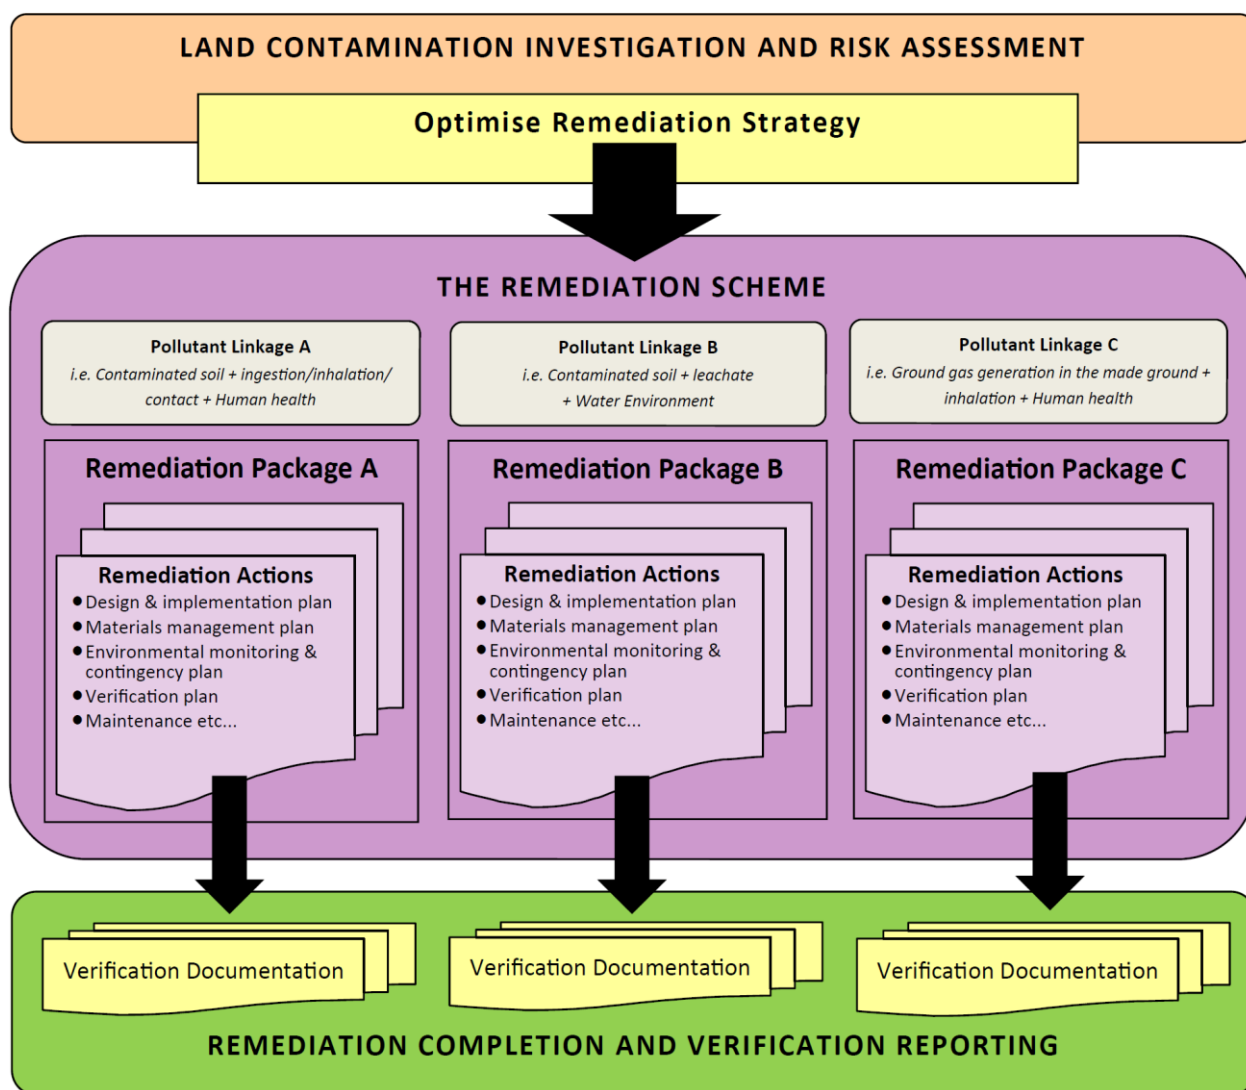 LAND CONTAMINATION INVESTIGATION AND RISK ASSESSMENT
Optimise Remediation Strategy
THE REMEDIATION SCHEME
Pollutant Linkage A
i.e. Contaminated soil + ingestion/inhalation/
contact + Human health
Pollutant Linkage B
i.e. Contaminated soil + leachate
+ Water Environment
Pollutant Linkage C
i.e. Ground gas generation in the made ground +
inhalation + Human health
Remediation Package A
Remediation Actions
● Design & implementation plan
● Materials management plan
● Environmental monitoring &
contingency plan
● Verification plan
● Maintenance etc...
Remediation Package B
Remediation Actions
● Design & implementation plan
● Materials management plan
● Environmental monitoring &
contingency plan
● Verification plan
● Maintenance etc...
Remediation Package C
Remediation Actions
● Design & implementation plan
● Materials management plan
● Environmental monitoring &
contingency plan
● Verification plan
● Maintenance etc...
Verification Documentation
Verification Documentation
Verification Documentation
REMEDIATION COMPLETION AND VERIFICATION REPORTING